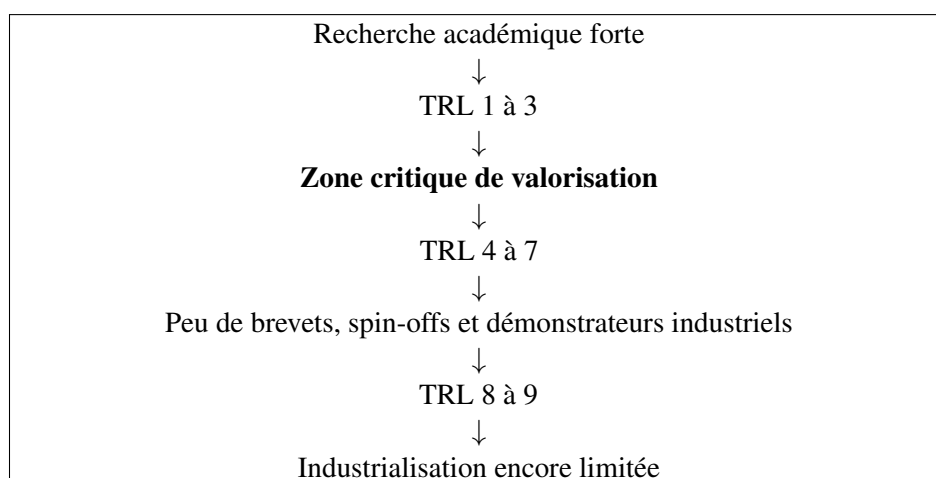 Recherche académique forte
↓
TRL 1 à 3
↓
Zone critique de valorisation
↓
TRL 4 à 7
↓
Peu de brevets, spin-offs et démonstrateurs industriels
↓
TRL 8 à 9
↓
Industrialisation encore limitée